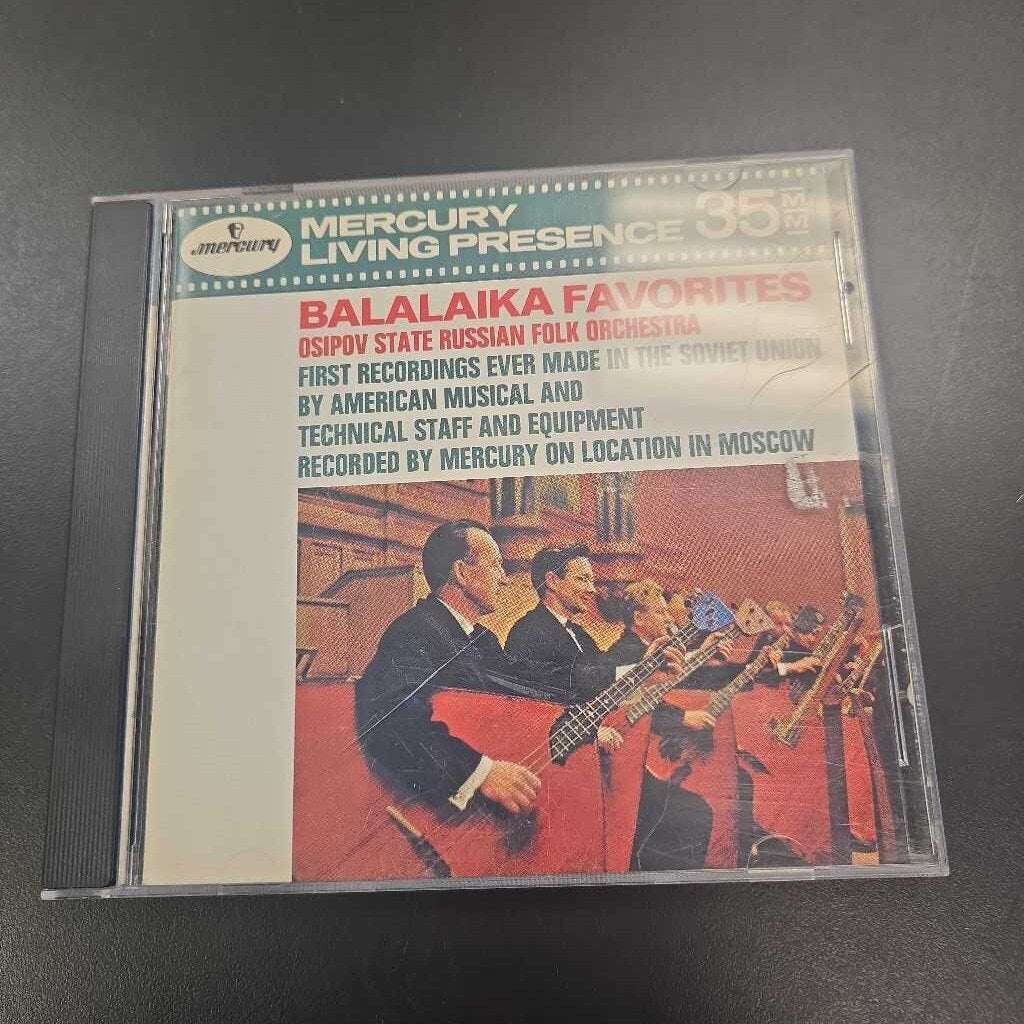 mercury
MERCURY
LIVING PRESENCE
35
MM
BALALAIKA FAVORITES
OSIPOV STATE RUSSIAN FOLK ORCHESTRA
FIRST RECORDINGS EVER MADE IN THE SOVIET UNION
BY AMERICAN MUSICAL AND
TECHNICAL STAFF AND EQUIPMENT
RECORDED BY MERCURY ON LOCATION IN MOSCOW